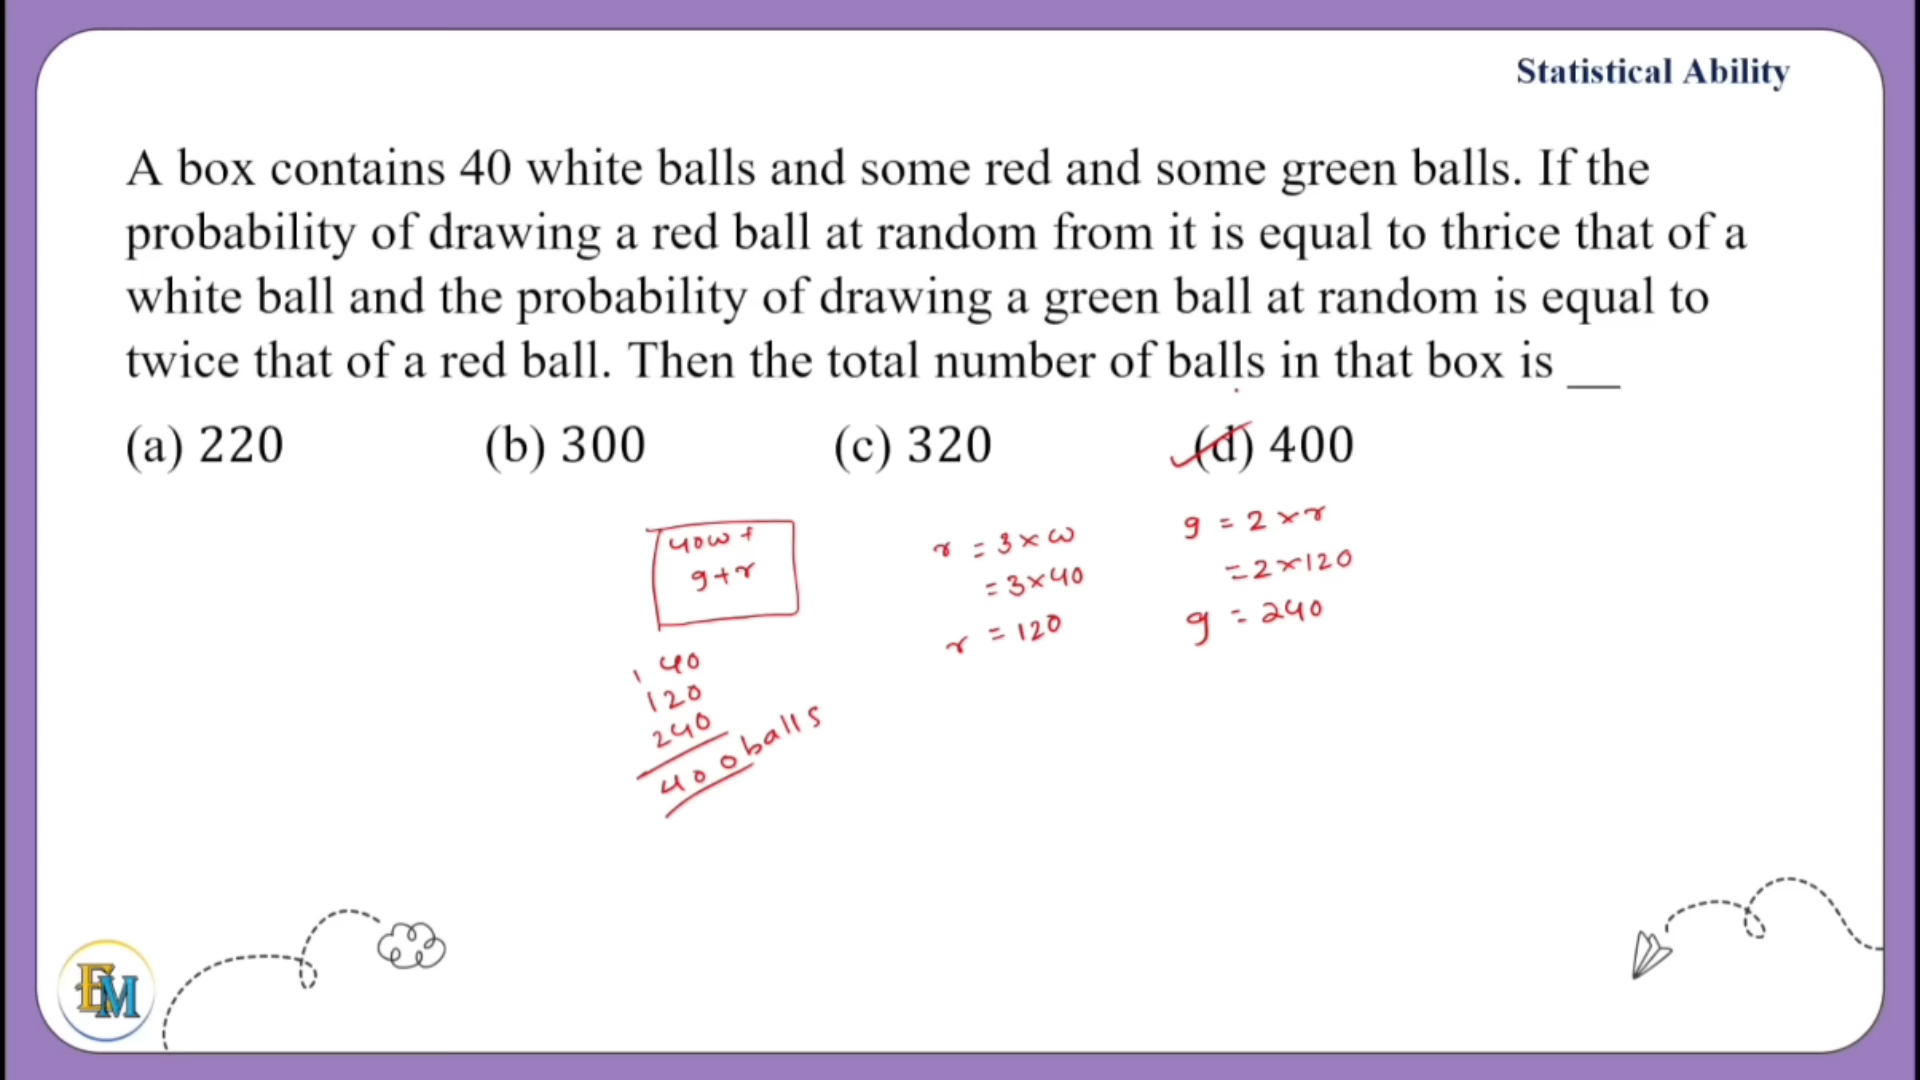 Statistical Ability
A box contains 40 white balls and some red and some green balls. If the
probability of drawing a red ball at random from it is equal to thrice that of a
white ball and the probability of drawing a green ball at random is equal to
twice that of a red ball. Then the total number of balls in that box is __
(a) 220 (b) 300 (c) 320 (d) 400
40w +
g+r
r = 3×w
= 3×40
r = 120
g = 2×r
=2×120
g = 240
40
120
240
400 balls
EM